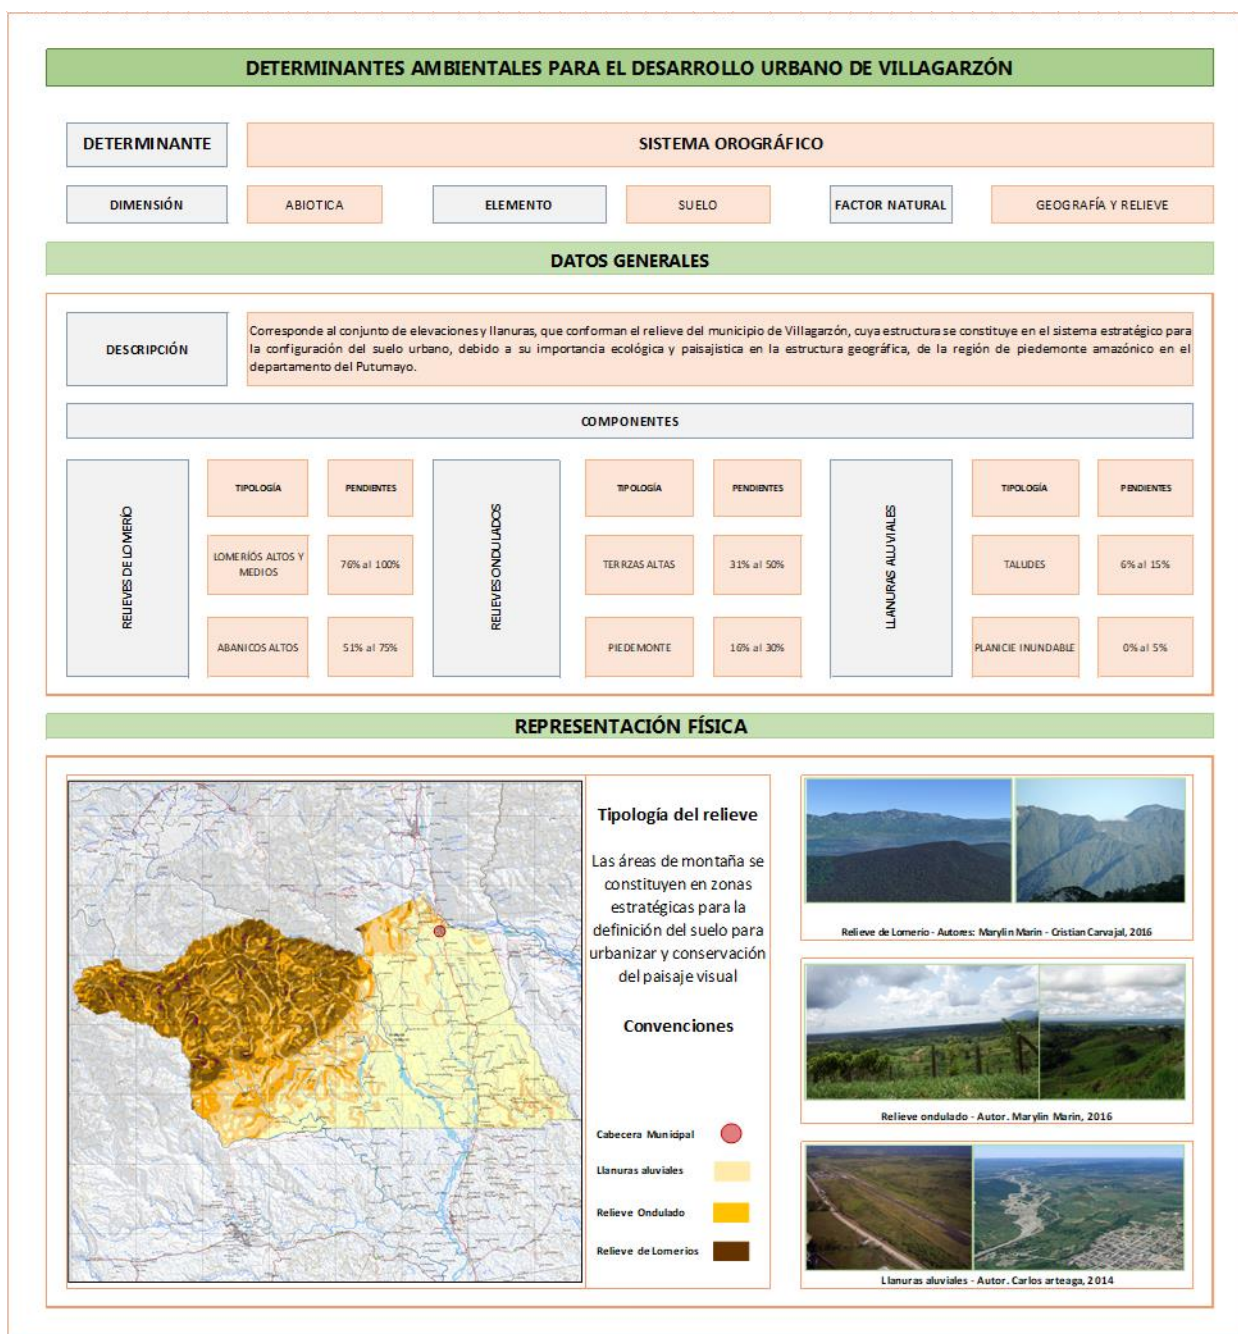 DETERMINANTES AMBIENTALES PARA EL DESARROLLO URBANO DE VILLAGARZÓN
DETERMINANTE
SISTEMA OROGRÁFICO
DIMENSIÓN
ABIOTICA
ELEMENTO
SUELO
FACTOR NATURAL
GEOGRAFÍA Y RELIEVE
DATOS GENERALES
DESCRIPCIÓN
Corresponde al conjunto de elevaciones y llanuras, que conforman el relieve del municipio de Villagarzón, cuya estructura se constituye en el sistema estratégico para
la configuración del suelo urbano, debido a su importancia ecológica y paisajística en la estructura geográfica, de la región de piedemonte amazónico en el
departamento del Putumayo.
COMPONENTES
RELIEVES DE LOMERÍO
TIPOLOGÍA
PENDIENTES
LOMERÍOS ALTOS Y
MEDIOS
76% al 100%
ABANICOS ALTOS
51% al 75%
RELIEVES ONDULADOS
TIPOLOGÍA
PENDIENTES
TERRZAS ALTAS
31% al 50%
PIEDEMONTE
16% al 30%
LLANURAS ALUVIALES
TIPOLOGÍA
PENDIENTES
TALUDES
6% al 15%
PLANICIE INUNDABLE
0% al 5%
REPRESENTACIÓN FÍSICA
Tipología del relieve
Las áreas de montaña se
constituyen en zonas
estratégicas para la
definición del suelo para
urbanizar y conservación
del paisaje visual
Convenciones
Cabecera Municipal
Llanuras aluviales
Relieve Ondulado
Relieve de Lomerios
Relieve de Lomerio - Autores: Marylin Marin - Cristian Carvajal, 2016
Relieve ondulado - Autor. Marylin Marin, 2016
Llanuras aluviales - Autor. Carlos arteaga, 2014